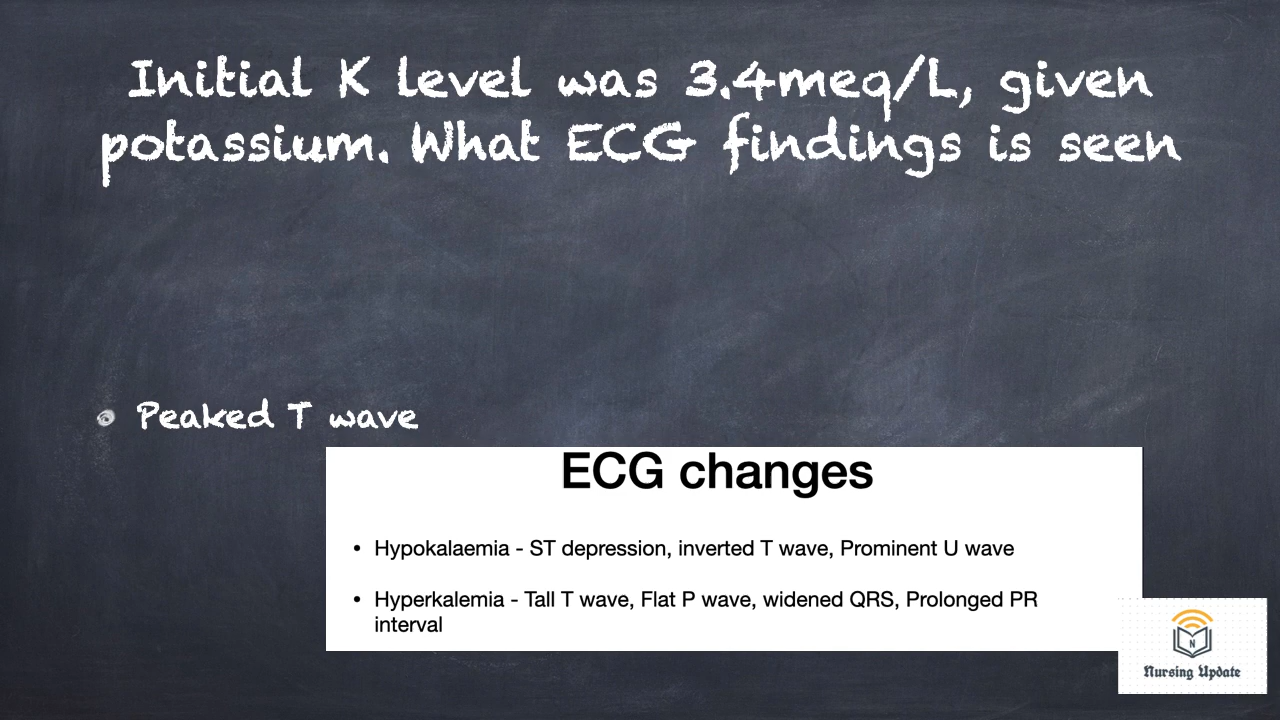 Initial K level was 3.4meq/L, given
potassium. What ECG findings is seen
Peaked T wave
ECG changes
• Hypokalaemia - ST depression, inverted T wave, Prominent U wave
• Hyperkalemia - Tall T wave, Flat P wave, widened QRS, Prolonged PR
interval
N
Nursing Update